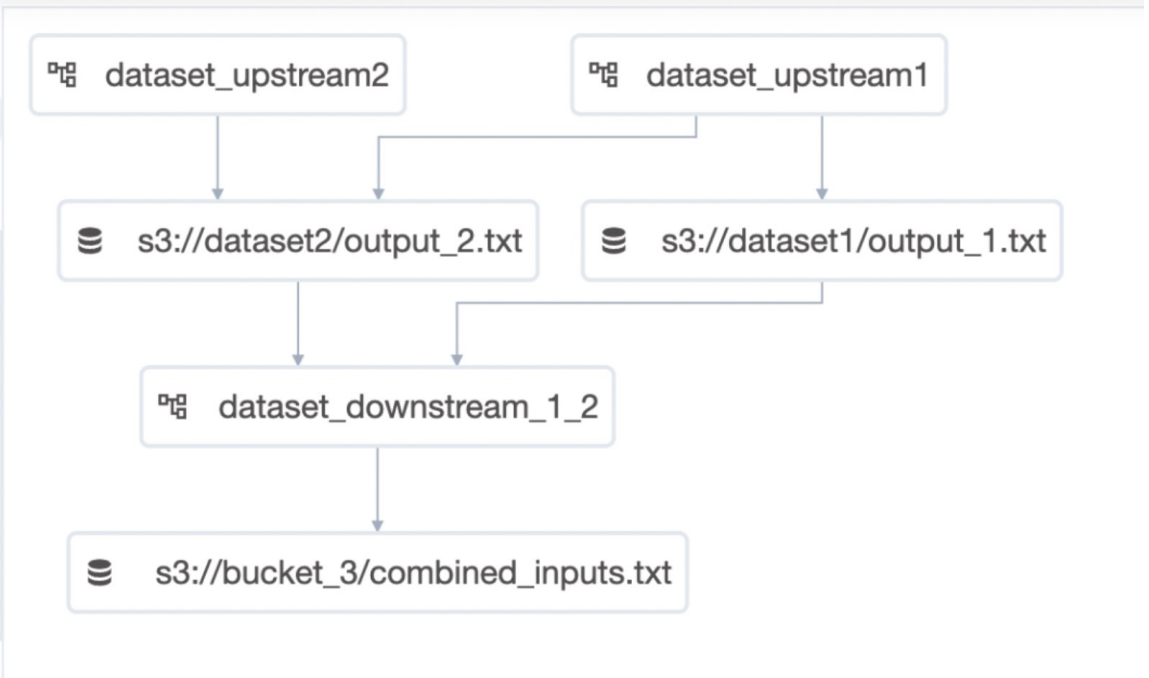 dataset_upstream2
dataset_upstream1
s3://dataset2/output_2.txt
s3://dataset1/output_1.txt
dataset_downstream_1_2
s3://bucket_3/combined_inputs.txt